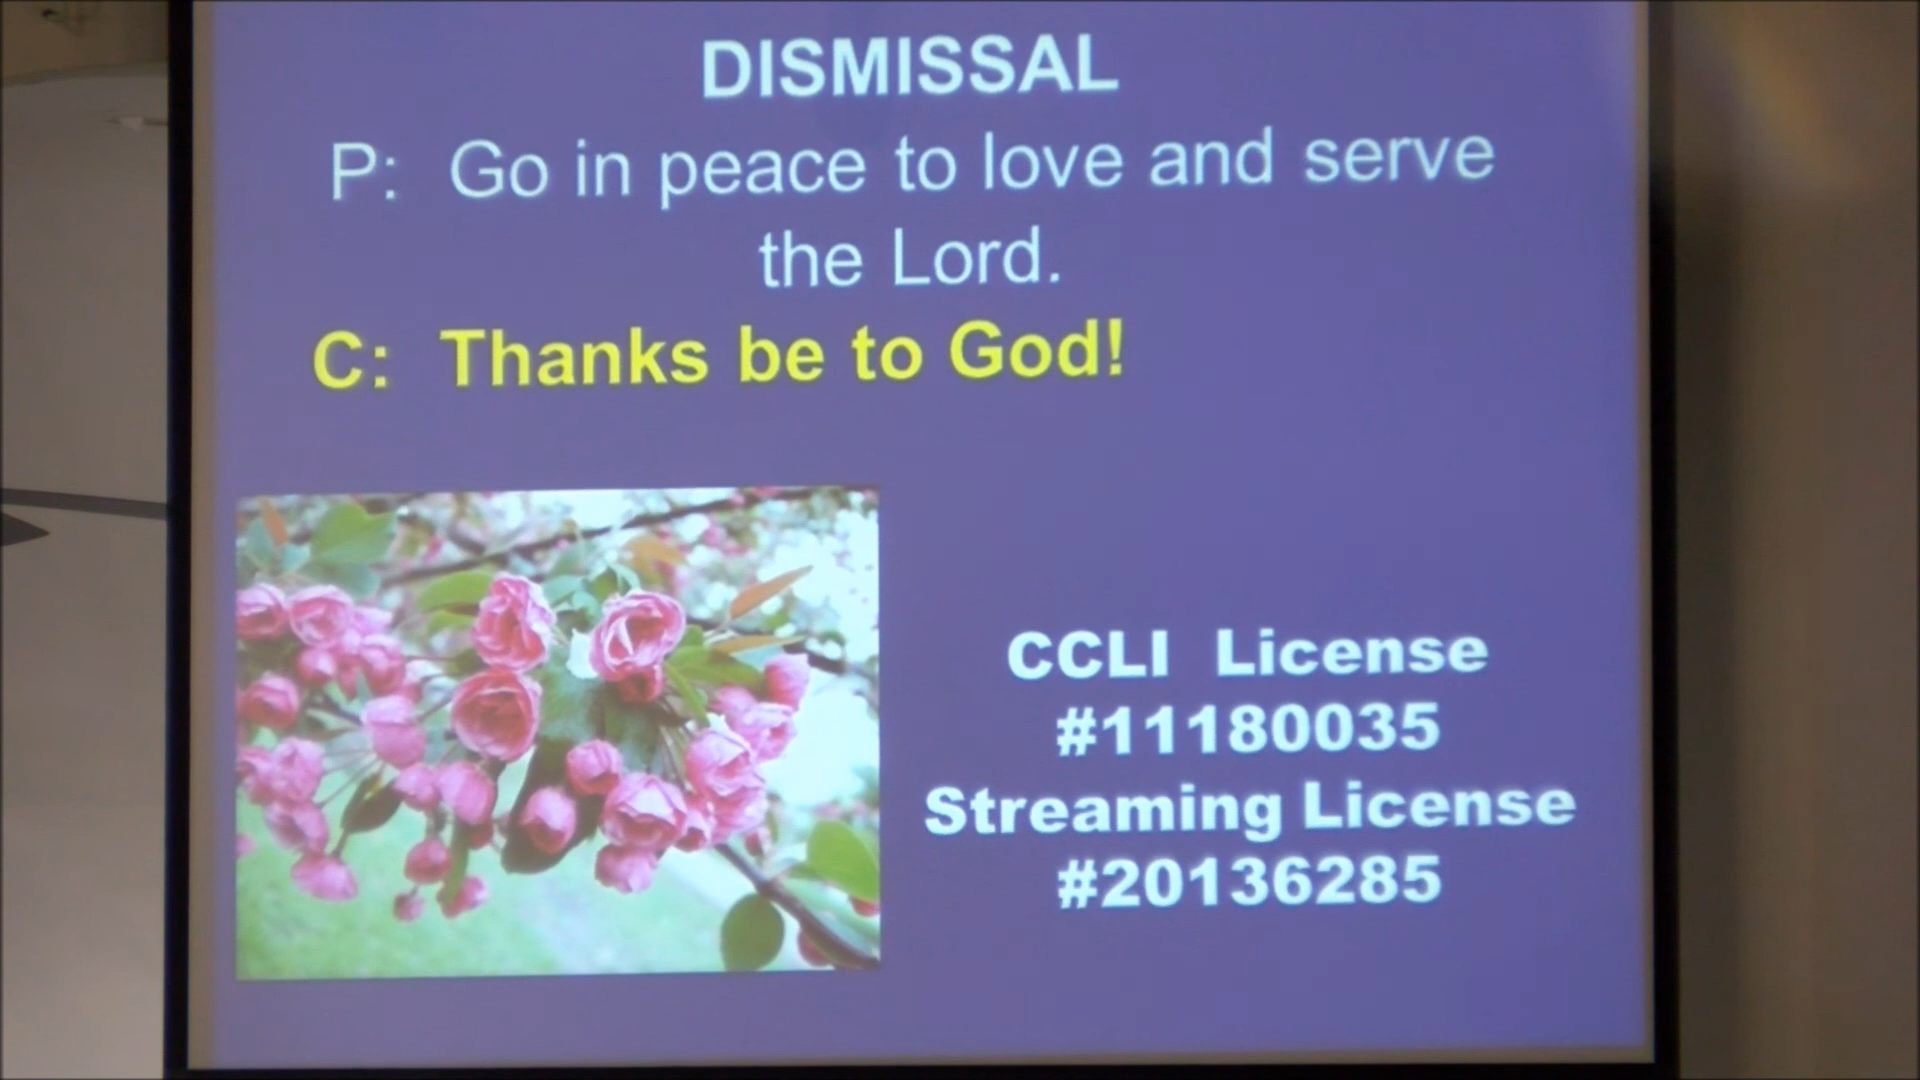 DISMISSAL
P: Go in peace to love and serve
the Lord.
C: Thanks be to God!
CCLI License
#11180035
Streaming License
#20136285